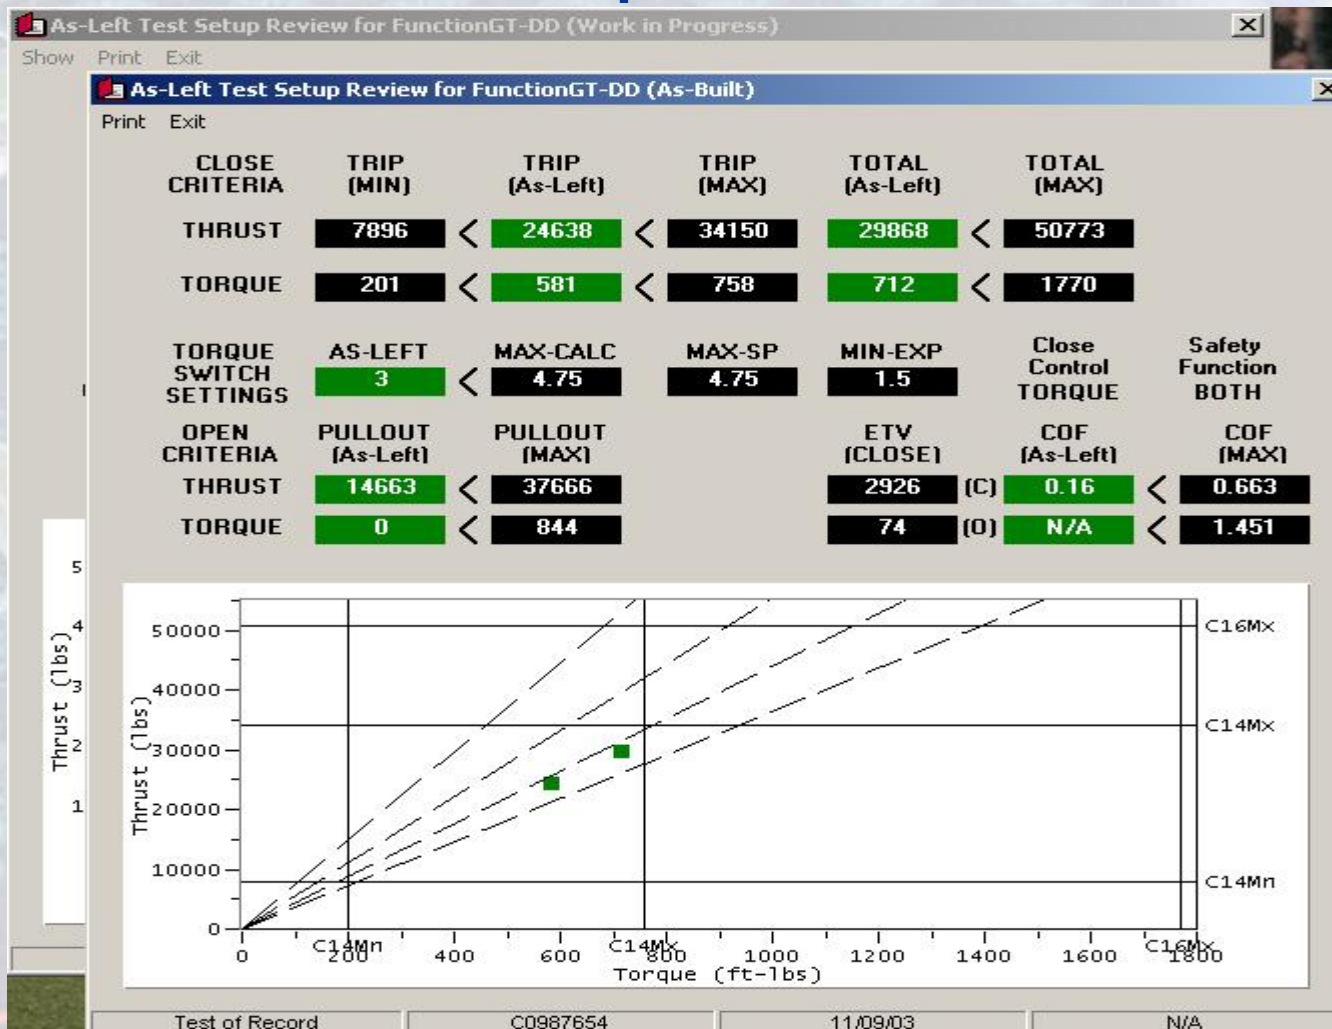 As-Left Test Setup Review for FunctionGT-DD (Work in Progress)
Show Print Exit
As-Left Test Setup Review for FunctionGT-DD (As-Built)
Print Exit
CLOSE CRITERIA TRIP (MIN) TRIP (As-Left) TRIP (MAX) TOTAL (As-Left) TOTAL (MAX)
THRUST 7896 < 24638 < 34150 29868 < 50773
TORQUE 201 < 581 < 758 712 < 1770
TORQUE SWITCH SETTINGS AS-LEFT MAX-CALC MAX-SP MIN-EXP Close Control TORQUE Safety Function BOTH
3 < 4.75 4.75 1.5
OPEN CRITERIA PULLOUT (As-Left) PULLOUT (MAX) ETV (CLOSE) COF (As-Left) COF (MAX)
THRUST 14663 < 37666 2926 (C) 0.16 < 0.663
TORQUE 0 < 844 74 (O) N/A < 1.451
5
4
3
2
1
Thrust (lbs)
50000
40000
30000
20000
10000
0
Thrust (lbs)
C16Mx
C14Mx
C14Mn
0 200 400 600 800 1000 1200 1400 1600 1800
C14Mn C14Mx C16Mx
Torque (ft-lbs)
Test of Record C0987654 11/09/03 N/A